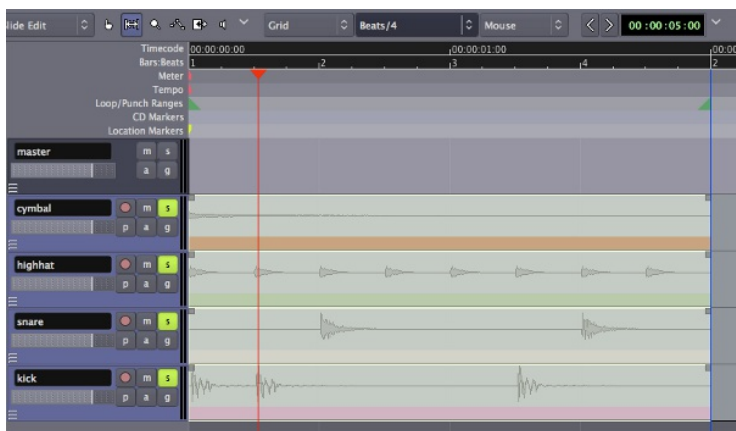 lide Edit Grid Beats/4 Mouse 00:00:05:00
Timecode 00:00:00:00 00:00:01:00 00:00
Bars:Beats 1 2 3 4 2
Meter
Tempo
Loop/Punch Ranges
CD Markers
Location Markers
master m s
a g
cymbal m s
p a g
highhat m s
p a g
snare m s
p a g
kick m s
p a g